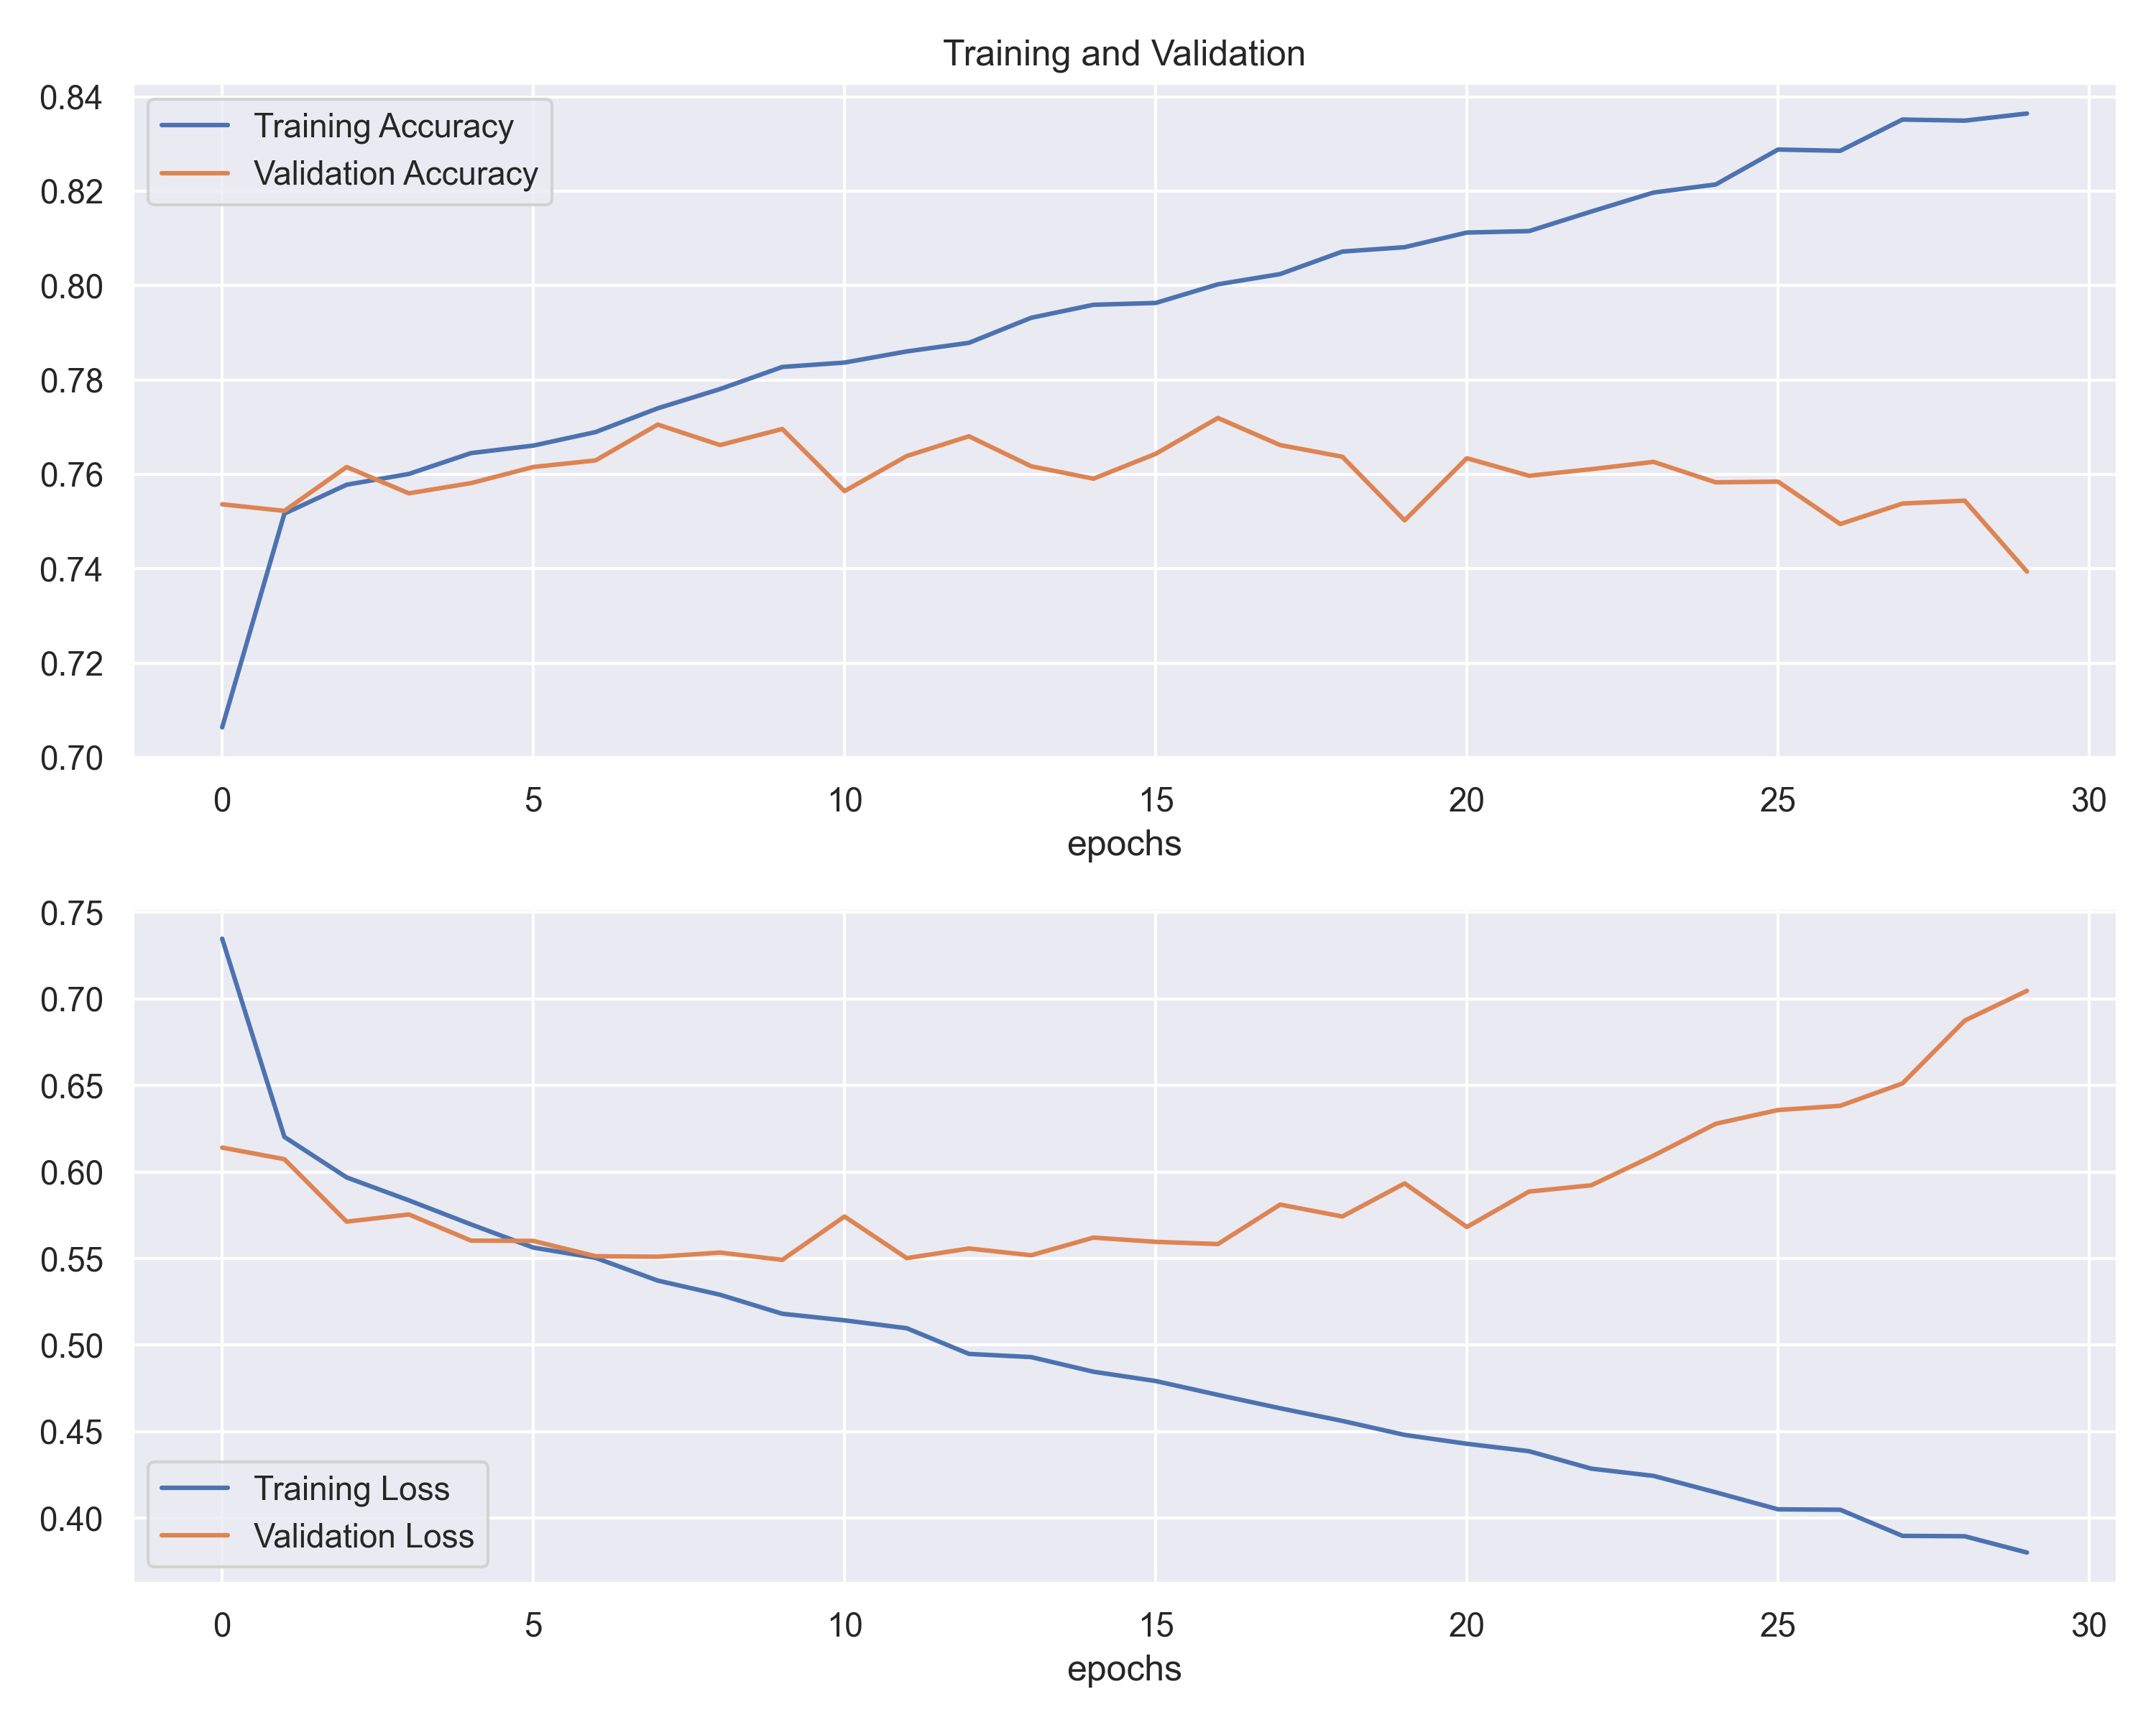 Training and Validation
0.84
Training Accuracy
Validation Accuracy
0.82
0.80
0.78
0.76
0.74
0.72
0.70
0 5 10 15 20 25 30
epochs
0.75
0.70
0.65
0.60
0.55
0.50
0.45
Training Loss
0.40
Validation Loss
0 5 10 15 20 25 30
epochs